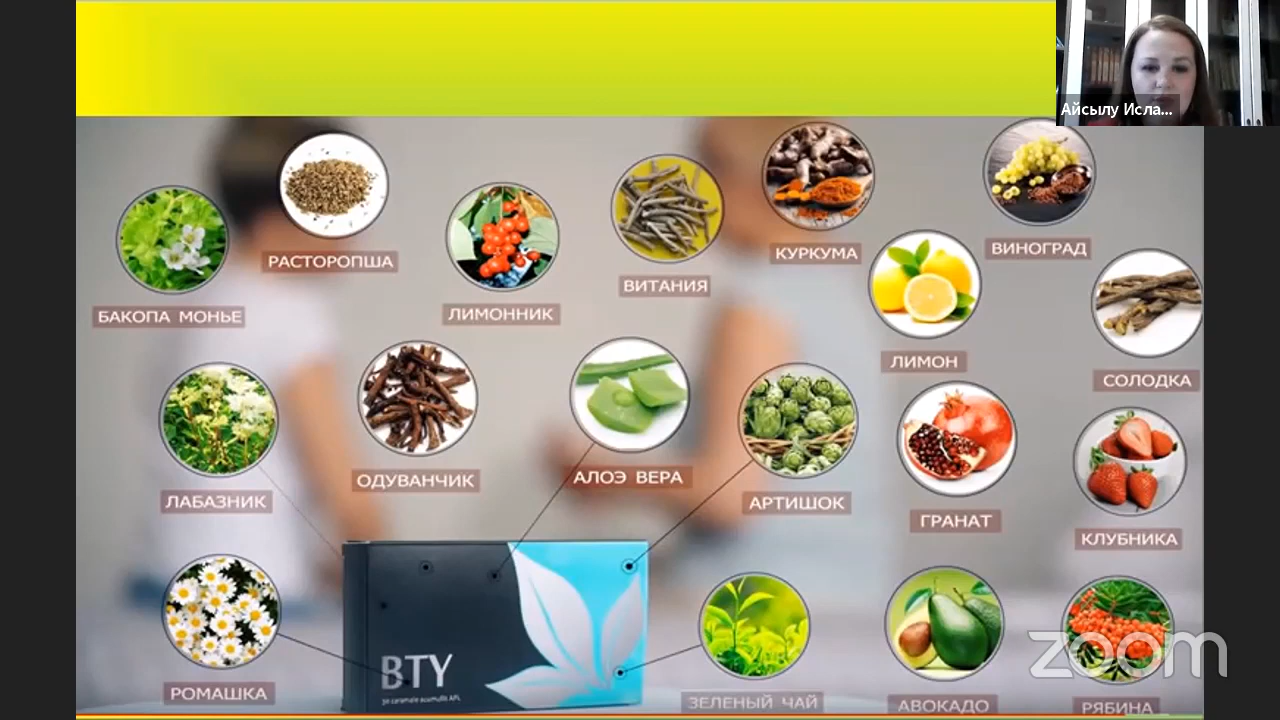 Айсылу Исла...
РАСТОРОПША
КУРКУМА
ВИНОГРАД
БАКОПА МОНЬЕ
ЛИМОННИК
ВИТАНИЯ
ЛИМОН
СОЛОДКА
ЛАБАЗНИК
ОДУВАНЧИК
АЛОЭ ВЕРА
АРТИШОК
ГРАНАТ
КЛУБНИКА
BTY
РОМАШКА
ЗЕЛЕНЫЙ ЧАЙ
АВОКАДО
РЯБИНА
zoom